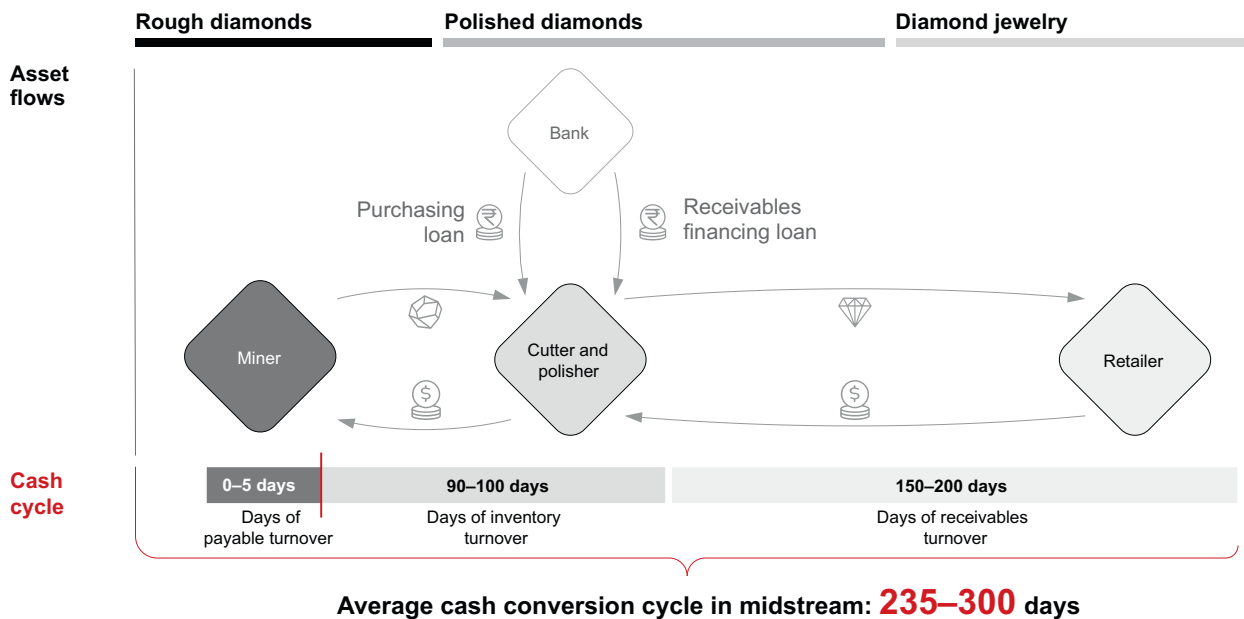 Rough diamonds
Polished diamonds
Diamond jewelry
Asset
flows
Bank
Purchasing
loan
₹
₹
Receivables
financing loan
Miner
Cutter and
polisher
Retailer
$
$
Cash
cycle
0–5 days
90–100 days
150–200 days
Days of
payable turnover
Days of inventory
turnover
Days of receivables
turnover
Average cash conversion cycle in midstream: 235–300 days